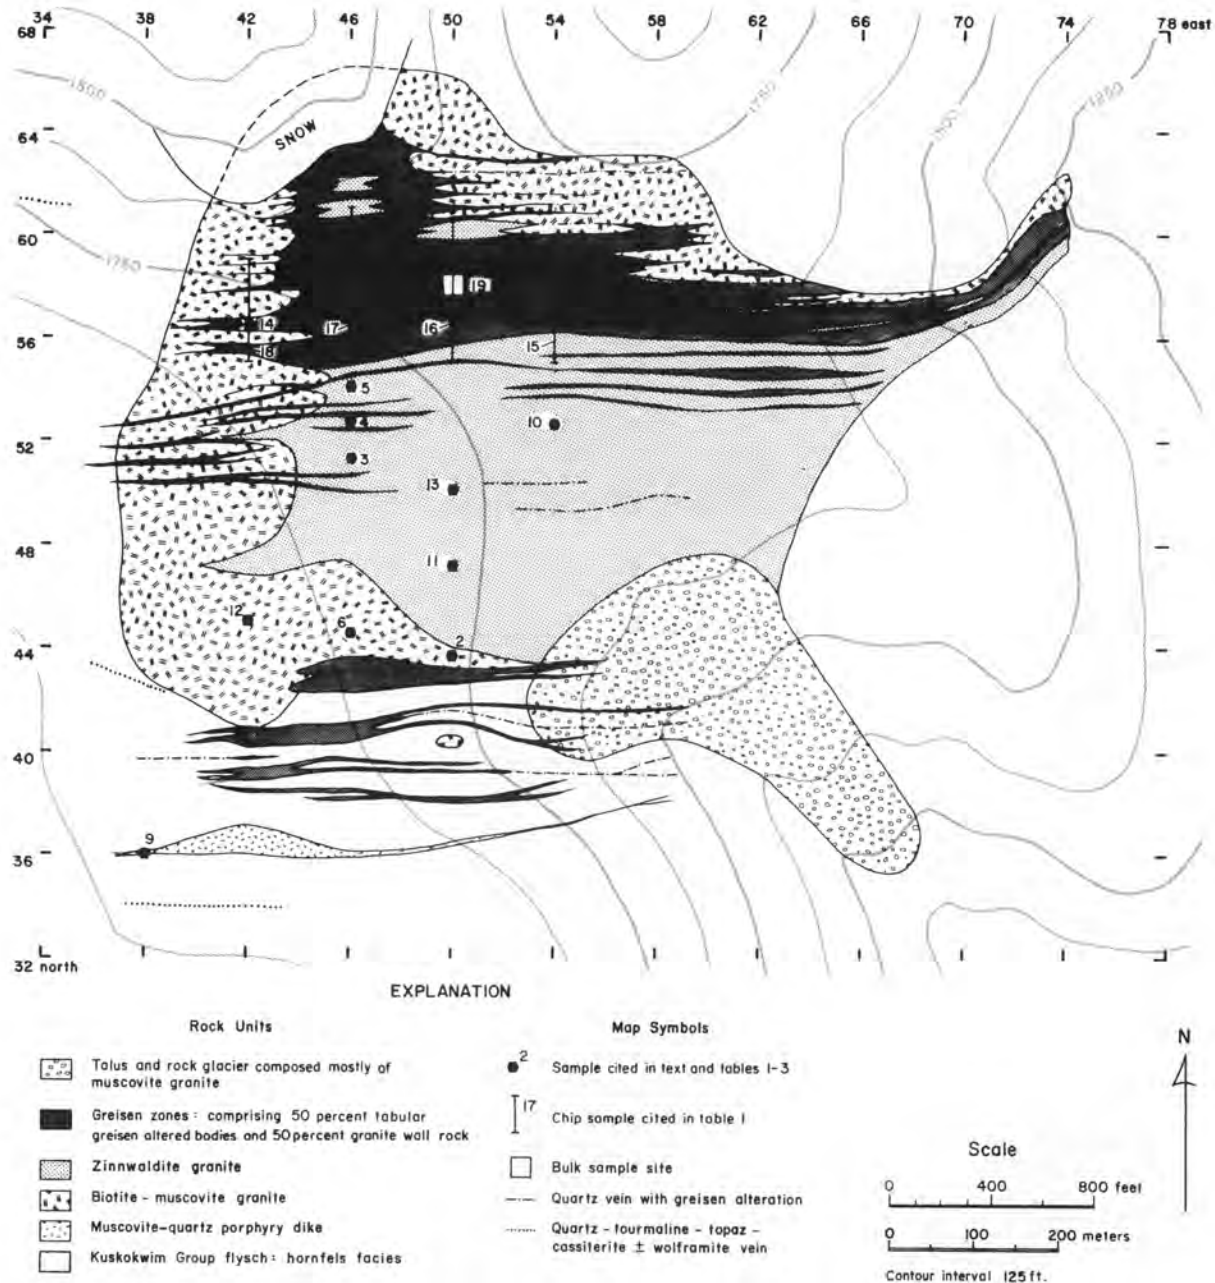 34 38 42 46 50 54 58 62 66 70 74 78 east
68
1500
1750
1500
1250
SNOW
64
60
1750
19
14
17
16
56
18
15
5
4
10
52
3
13
48
11
12
6
2
44
40
9
36
32 north
EXPLANATION
Rock Units
Talus and rock glacier composed mostly of
muscovite granite
Greisen zones: comprising 50 percent tabular
greisen altered bodies and 50 percent granite wall rock
Zinnwaldite granite
Biotite - muscovite granite
Muscovite-quartz porphyry dike
Kuskokwim Group flysch: hornfels facies
Map Symbols
2 Sample cited in text and tables 1-3
17 Chip sample cited in table 1
Bulk sample site
Quartz vein with greisen alteration
Quartz - tourmaline - topaz -
cassiterite ± wolframite vein
N
Scale
0 400 800 feet
0 100 200 meters
Contour interval 125 ft.